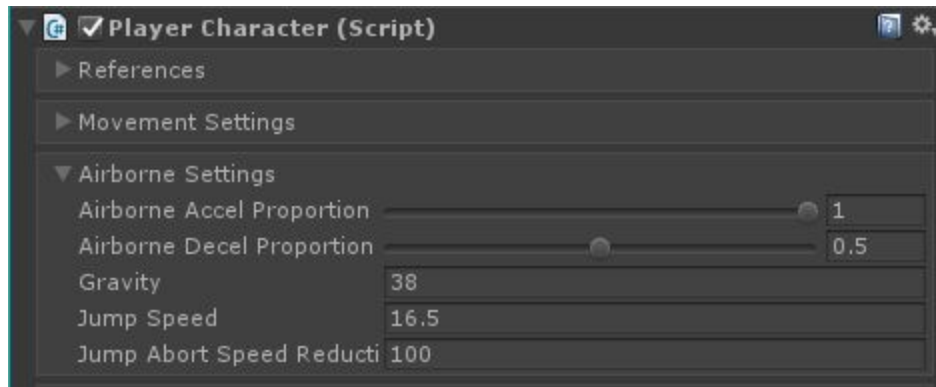 Player Character (Script)
References
Movement Settings
Airborne Settings
Airborne Accel Proportion 1
Airborne Decel Proportion 0.5
Gravity 38
Jump Speed 16.5
Jump Abort Speed Reducti 100